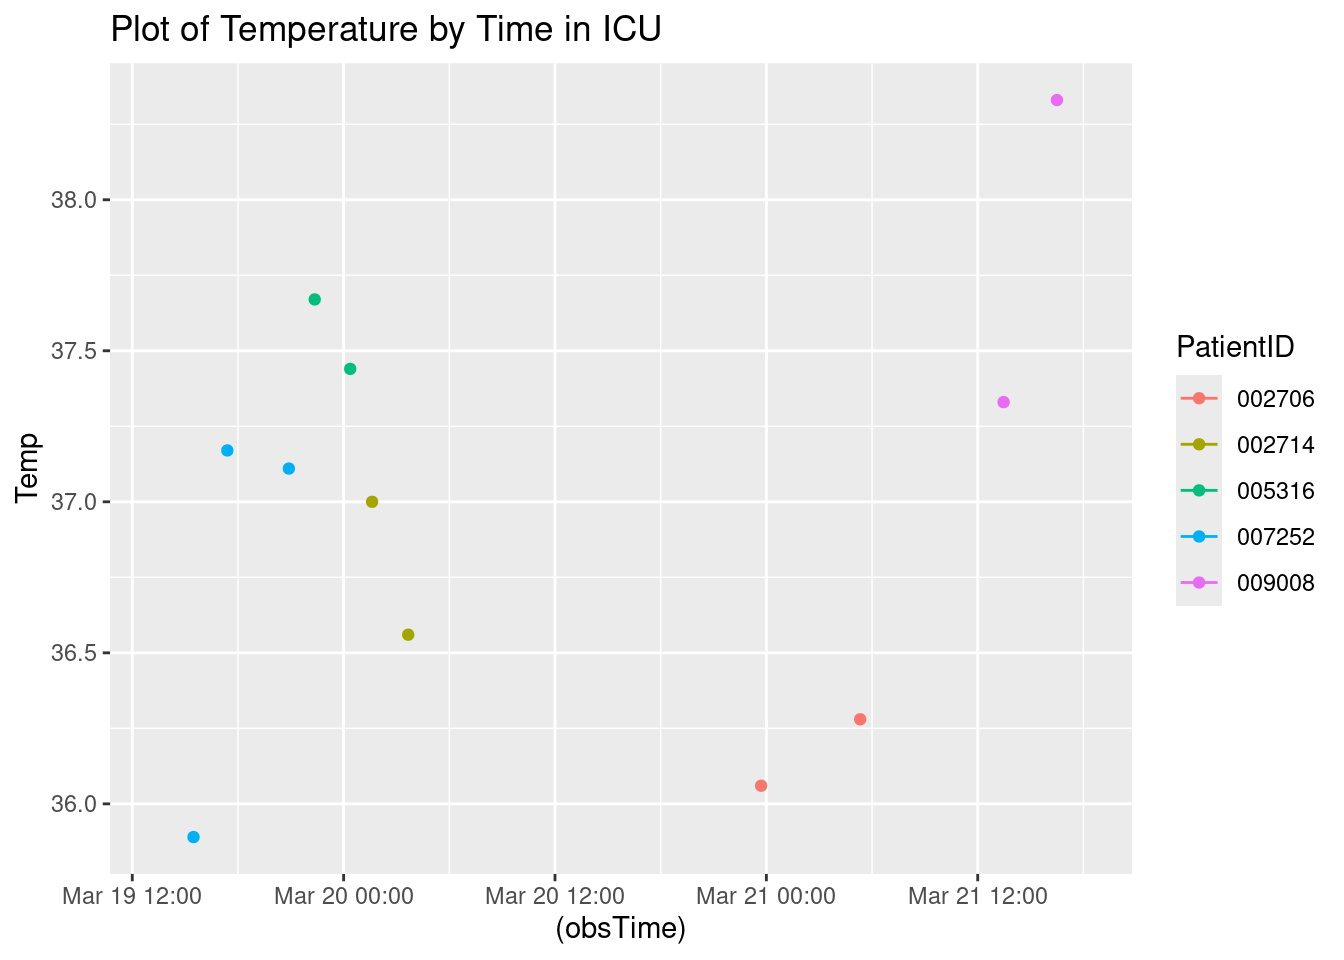 Plot of Temperature by Time in ICU
38.0
37.5
37.0
36.5
36.0
Temp
Mar 19 12:00
Mar 20 00:00
Mar 20 12:00
Mar 21 00:00
Mar 21 12:00
(obsTime)
PatientID
002706
002714
005316
007252
009008